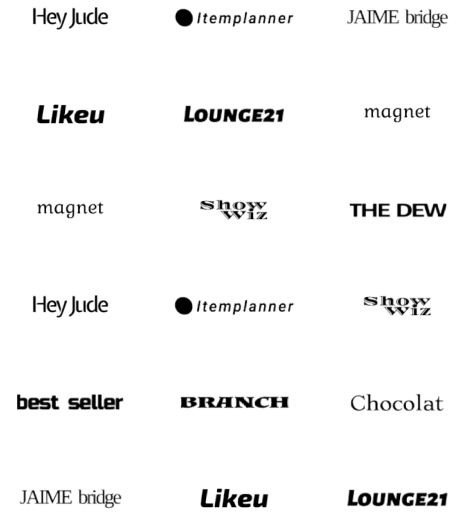 Hey Jude
Itemplanner
JAIME bridge
Likeu
LOUNGE21
magnet
magnet
Show
Wiz
THE DEW
Hey Jude
Itemplanner
Show
Wiz
best seller
BRANCH
Chocolat
JAIME bridge
Likeu
LOUNGE21